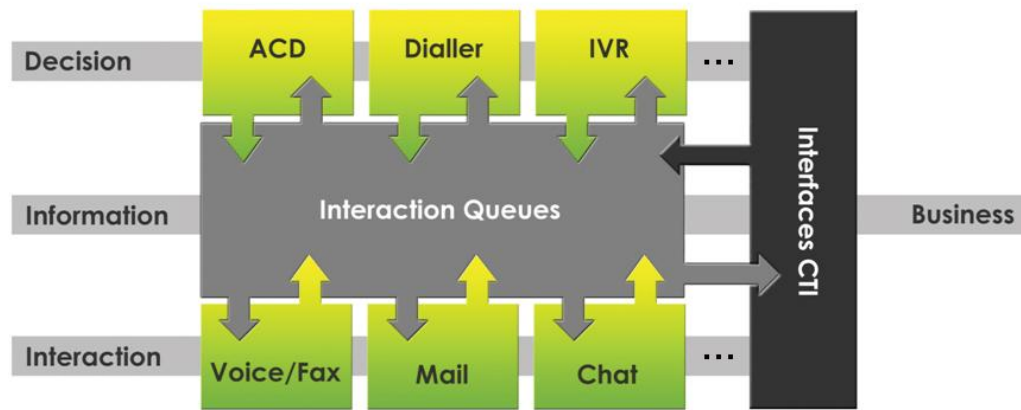 Decision
ACD
Dialler
IVR
...
Information
Interaction Queues
Interfaces CTI
Business
Interaction
Voice/Fax
Mail
Chat
...